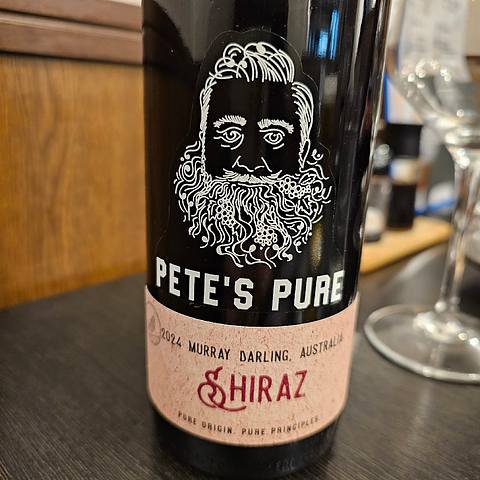 PETE'S PURE
2024 MURRAY DARLING, AUSTRALIA
SHIRAZ
PURE ORIGIN. PURE PRINCIPLES.